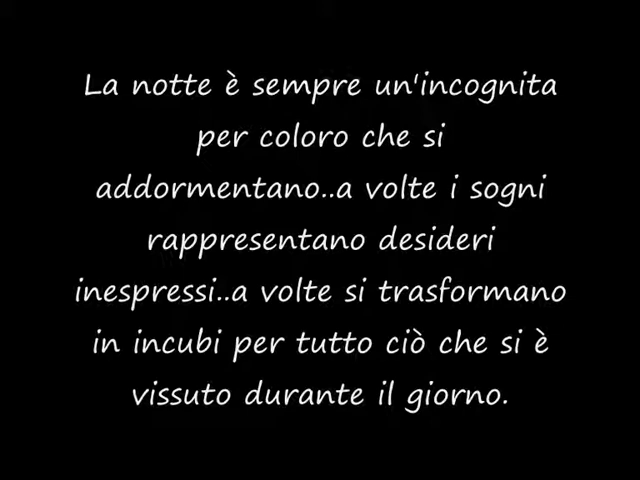 La notte è sempre un'incognita
per coloro che si
addormentano..a volte i sogni
rappresentano desideri
inespressi..a volte si trasformano
in incubi per tutto ciò che si è
vissuto durante il giorno.